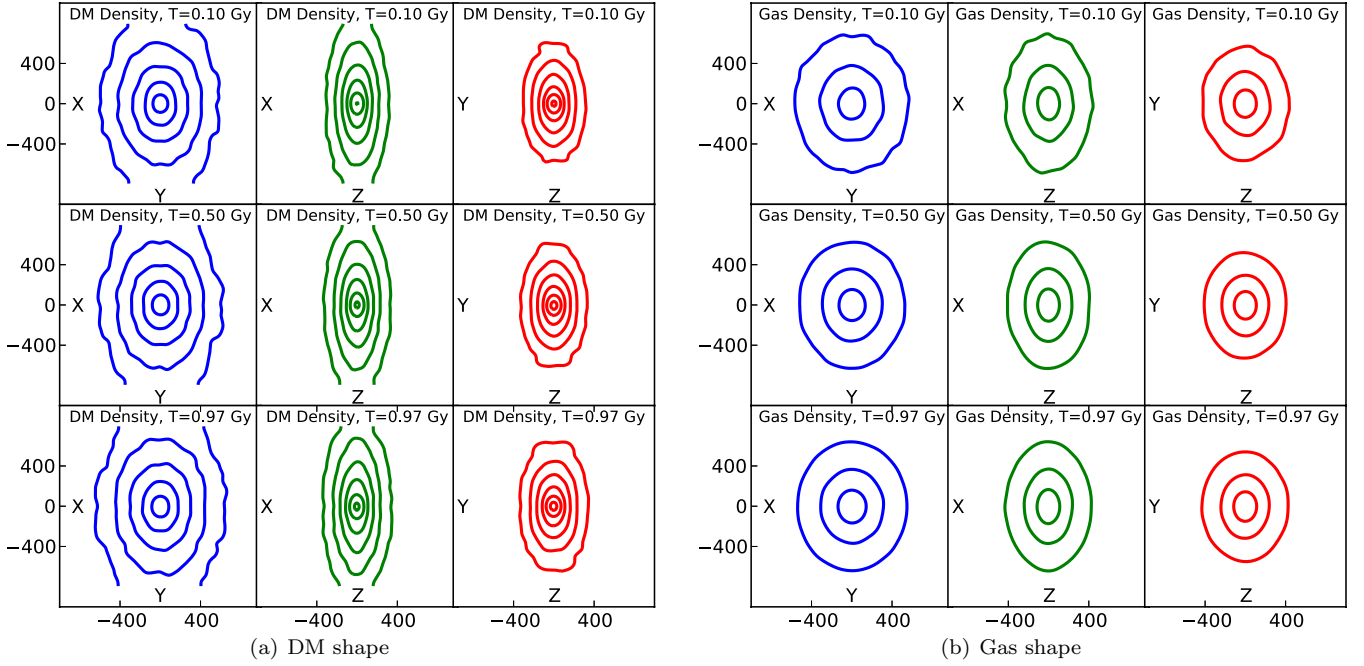 DM Density, T=0.10 Gy DM Density, T=0.10 Gy DM Density, T=0.10 Gy
400
X X Y
0
−400
Y Z Z
DM Density, T=0.50 Gy DM Density, T=0.50 Gy DM Density, T=0.50 Gy
400
X X Y
0
−400
Y Z Z
DM Density, T=0.97 Gy DM Density, T=0.97 Gy DM Density, T=0.97 Gy
400
X X Y
0
−400
Y Z Z
−400 400 −400 400 −400 400
(a) DM shape
Gas Density, T=0.10 Gy Gas Density, T=0.10 Gy Gas Density, T=0.10 Gy
400
X X Y
0
−400
Y Z Z
Gas Density, T=0.50 Gy Gas Density, T=0.50 Gy Gas Density, T=0.50 Gy
400
X X Y
0
−400
Y Z Z
Gas Density, T=0.97 Gy Gas Density, T=0.97 Gy Gas Density, T=0.97 Gy
400
X X Y
0
−400
Y Z Z
−400 400 −400 400 −400 400
(b) Gas shape